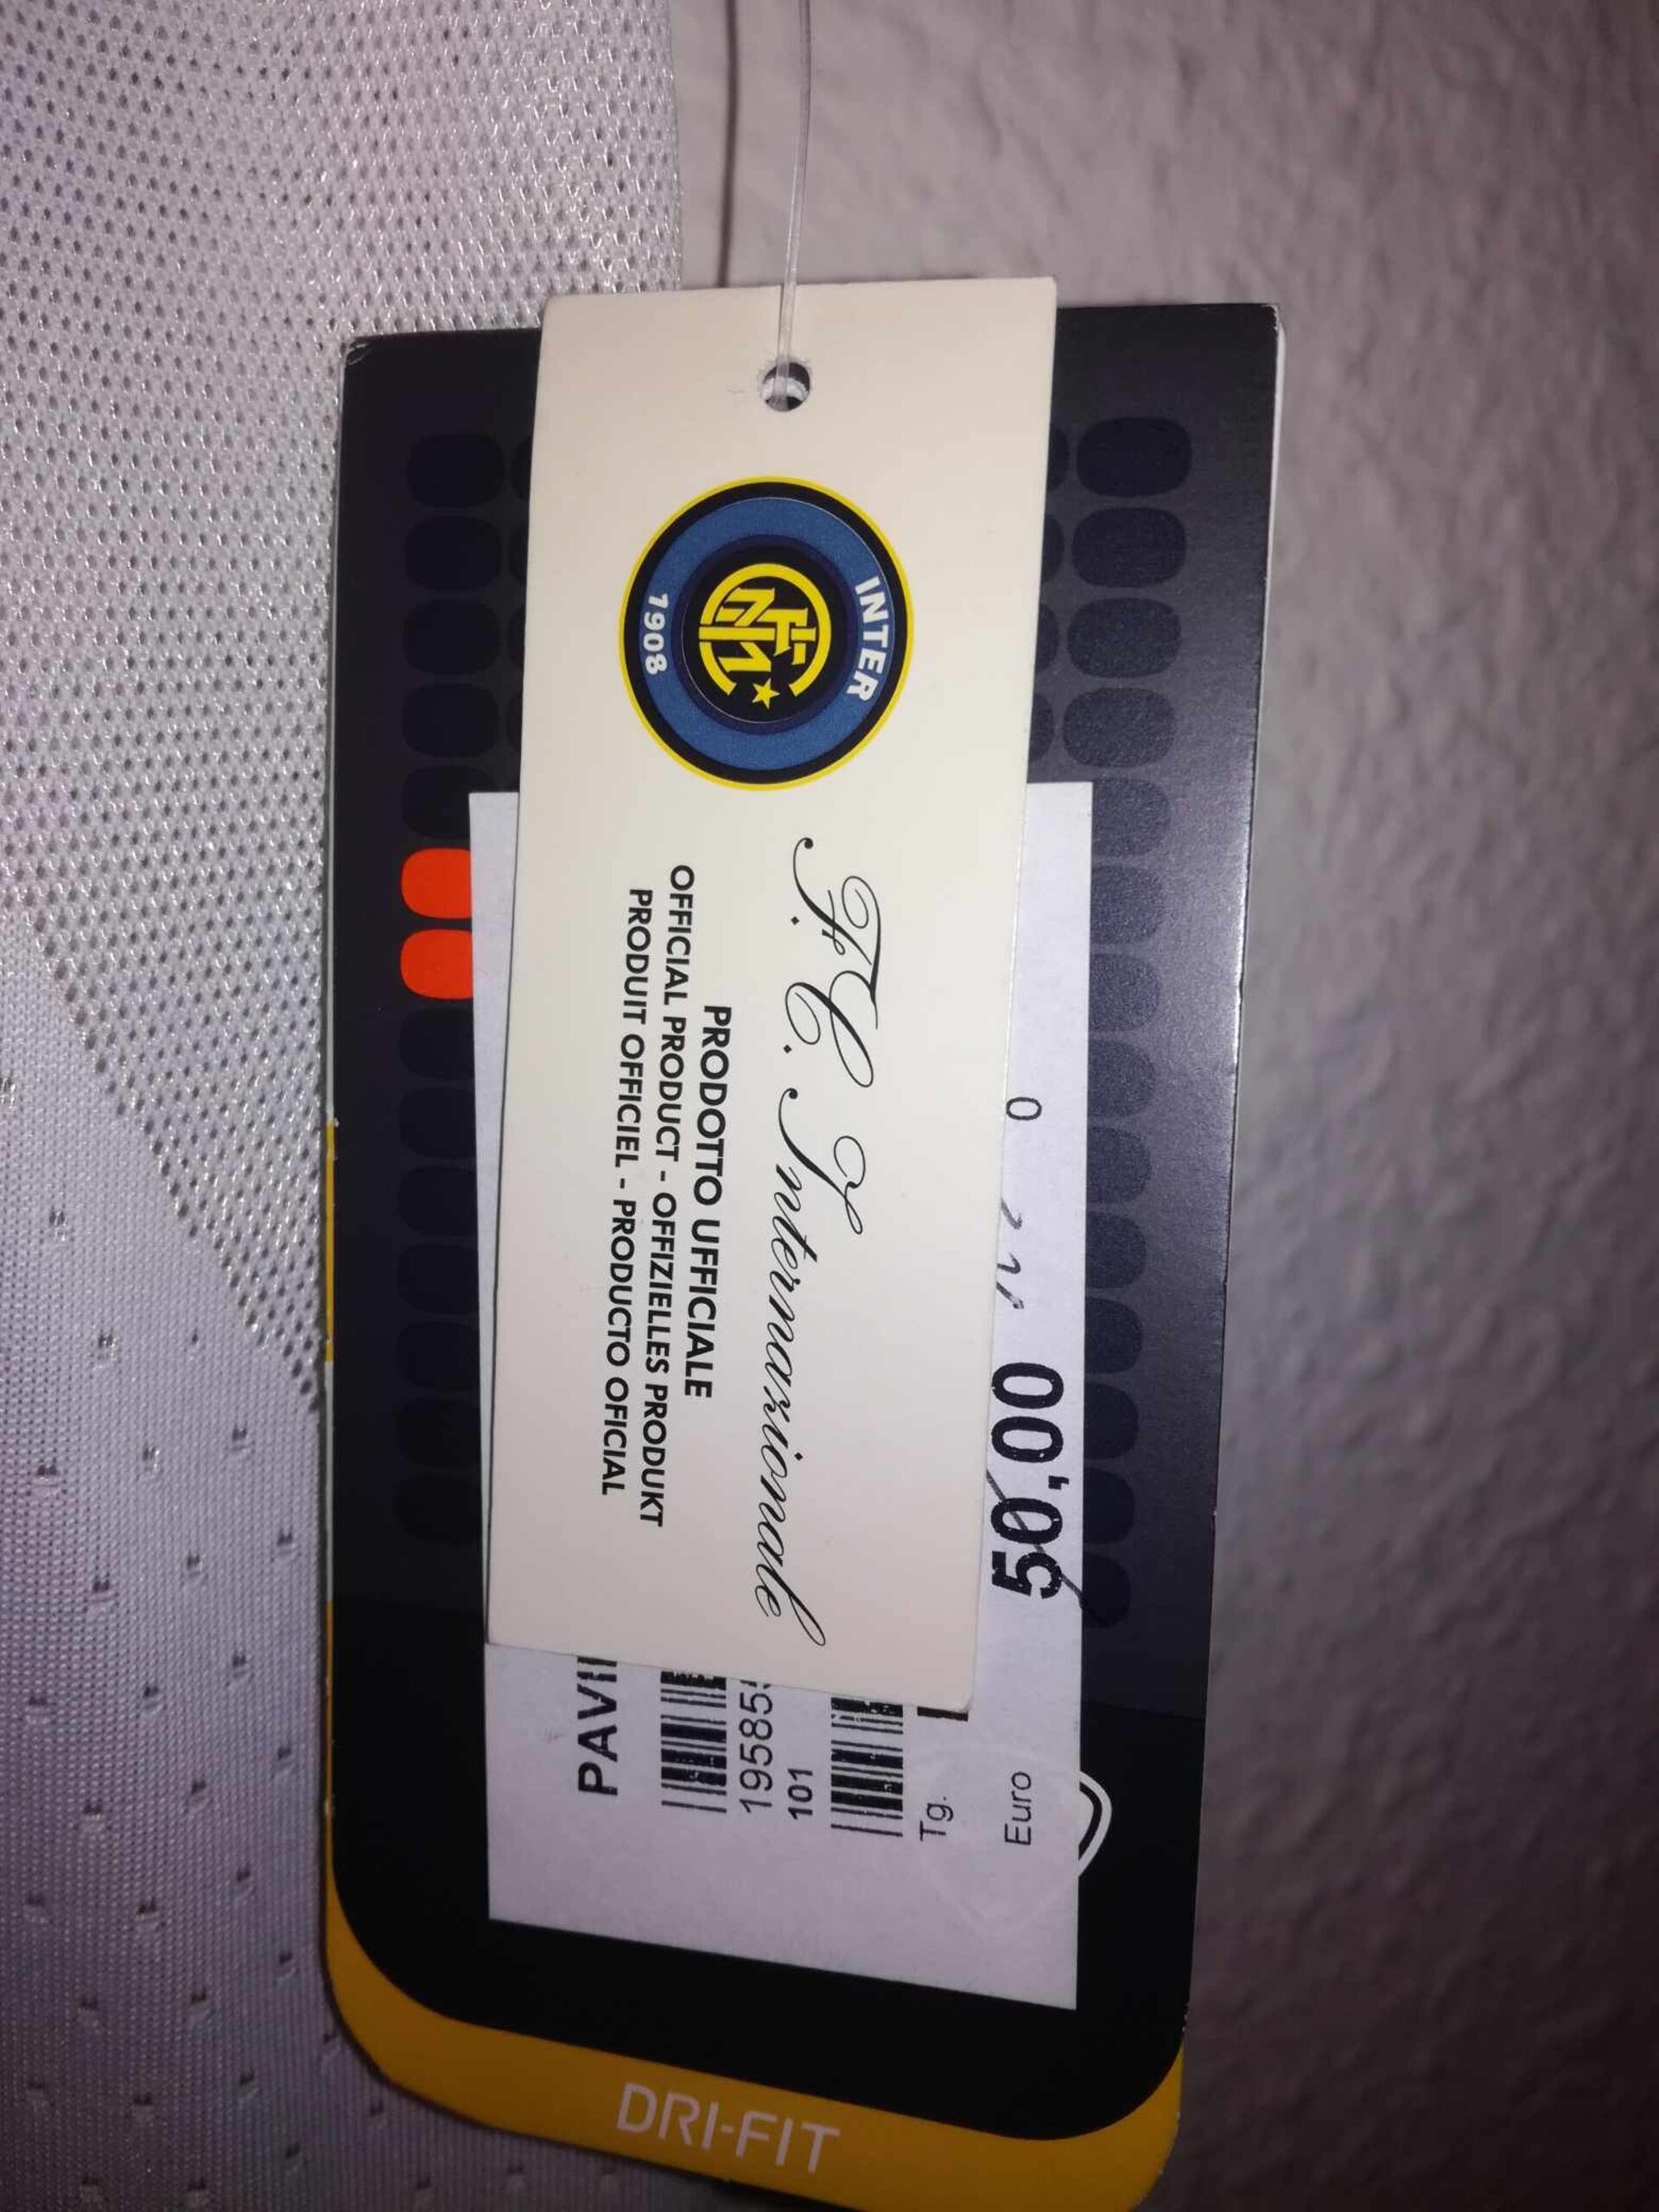 INTER
1908
F.C. Internazionale
PRODOTTO UFFICIALE
OFFICIAL PRODUCT - OFFIZIELLES PRODUKT
PRODUIT OFFICIEL - PRODUCTO OFICIAL
Euro
50,00
0
Tg.
101
DRI-FIT